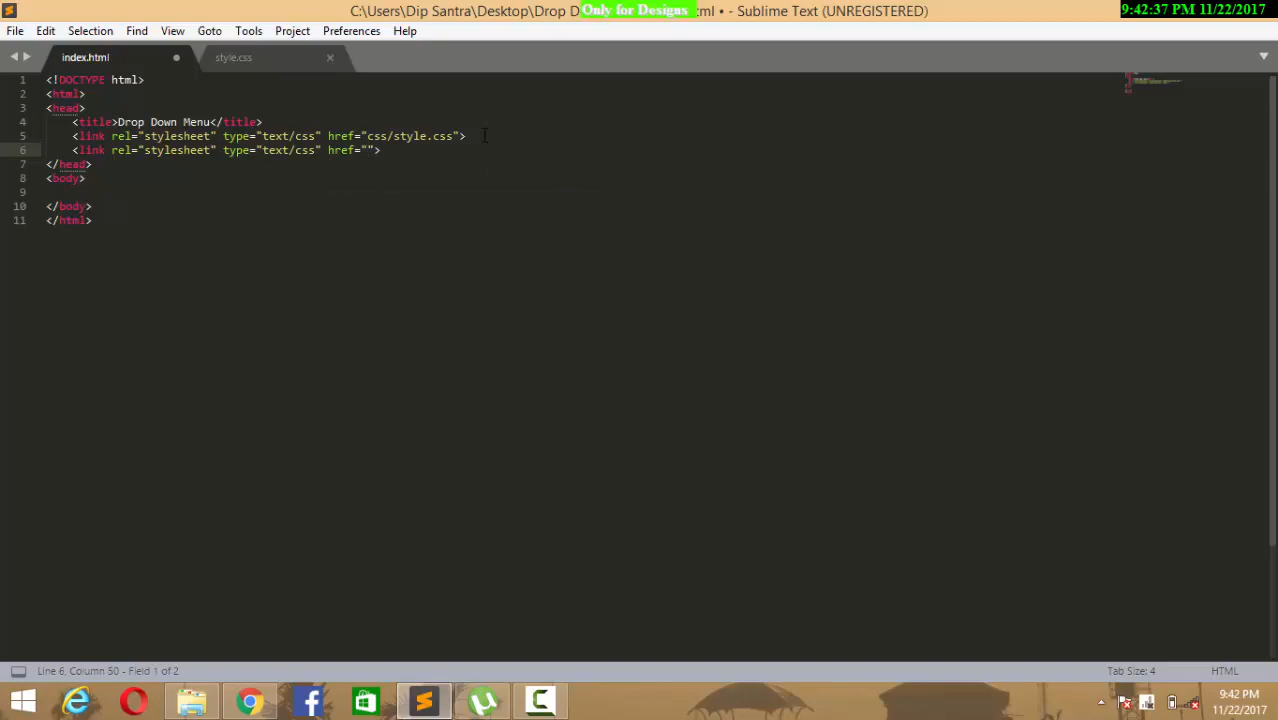 C:\Users\Dip Santra\Desktop\Drop D Only for Designs ml • - Sublime Text (UNREGISTERED)
9:42:37 PM 11/22/2017
File Edit Selection Find View Goto Tools Project Preferences Help
index.html style.css
1 <!DOCTYPE html>
2 <html>
3 <head>
4 <title>Drop Down Menu</title>
5 <link rel="stylesheet" type="text/css" href="css/style.css">
6 <link rel="stylesheet" type="text/css" href="">
7 </head>
8 <body>
9
10 </body>
11 </html>
Line 6, Column 50 - Field 1 of 2 Tab Size: 4 HTML
9:42 PM
11/22/2017